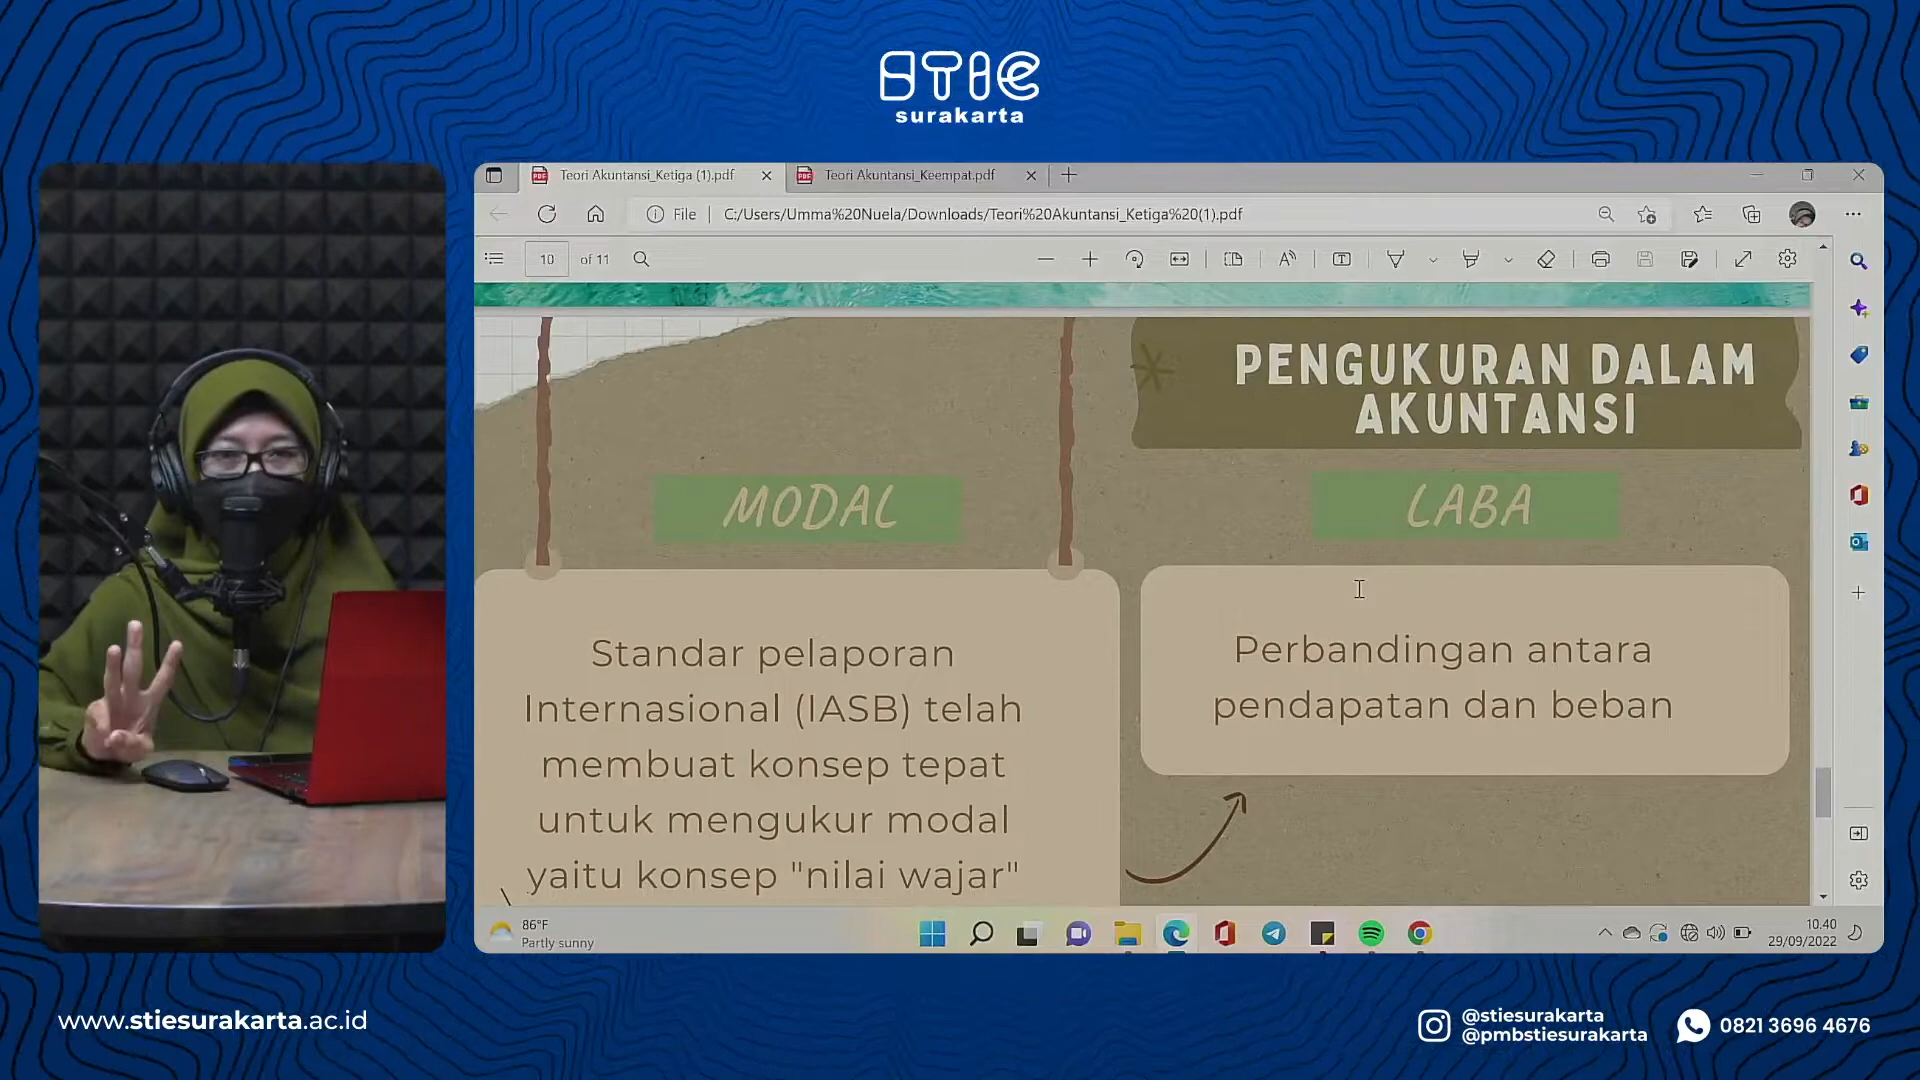 STIE
surakarta
Teori Akuntansi_Ketiga (1).pdf
Teori Akuntansi_Keempat.pdf
File
C:/Users/Umma%20Nuela/Downloads/Teori%20Akuntansi_Ketiga%20(1).pdf
10 of 11
PENGUKURAN DALAM
AKUNTANSI
MODAL
LABA
Standar pelaporan
Internasional (IASB) telah
membuat konsep tepat
untuk mengukur modal
yaitu konsep "nilai wajar"
Perbandingan antara
pendapatan dan beban
86°F
Partly sunny
10.40
29/09/2022
www.stiesurakarta.ac.id
@stiesurakarta
@pmbstiesurakarta
0821 3696 4676